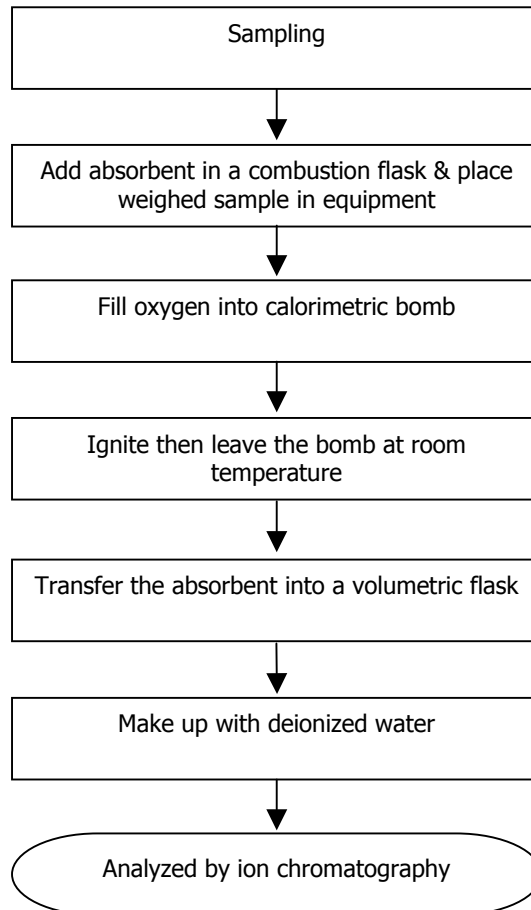 Sampling
Add absorbent in a combustion flask & place
weighed sample in equipment
Fill oxygen into calorimetric bomb
Ignite then leave the bomb at room
temperature
Transfer the absorbent into a volumetric flask
Make up with deionized water
Analyzed by ion chromatography